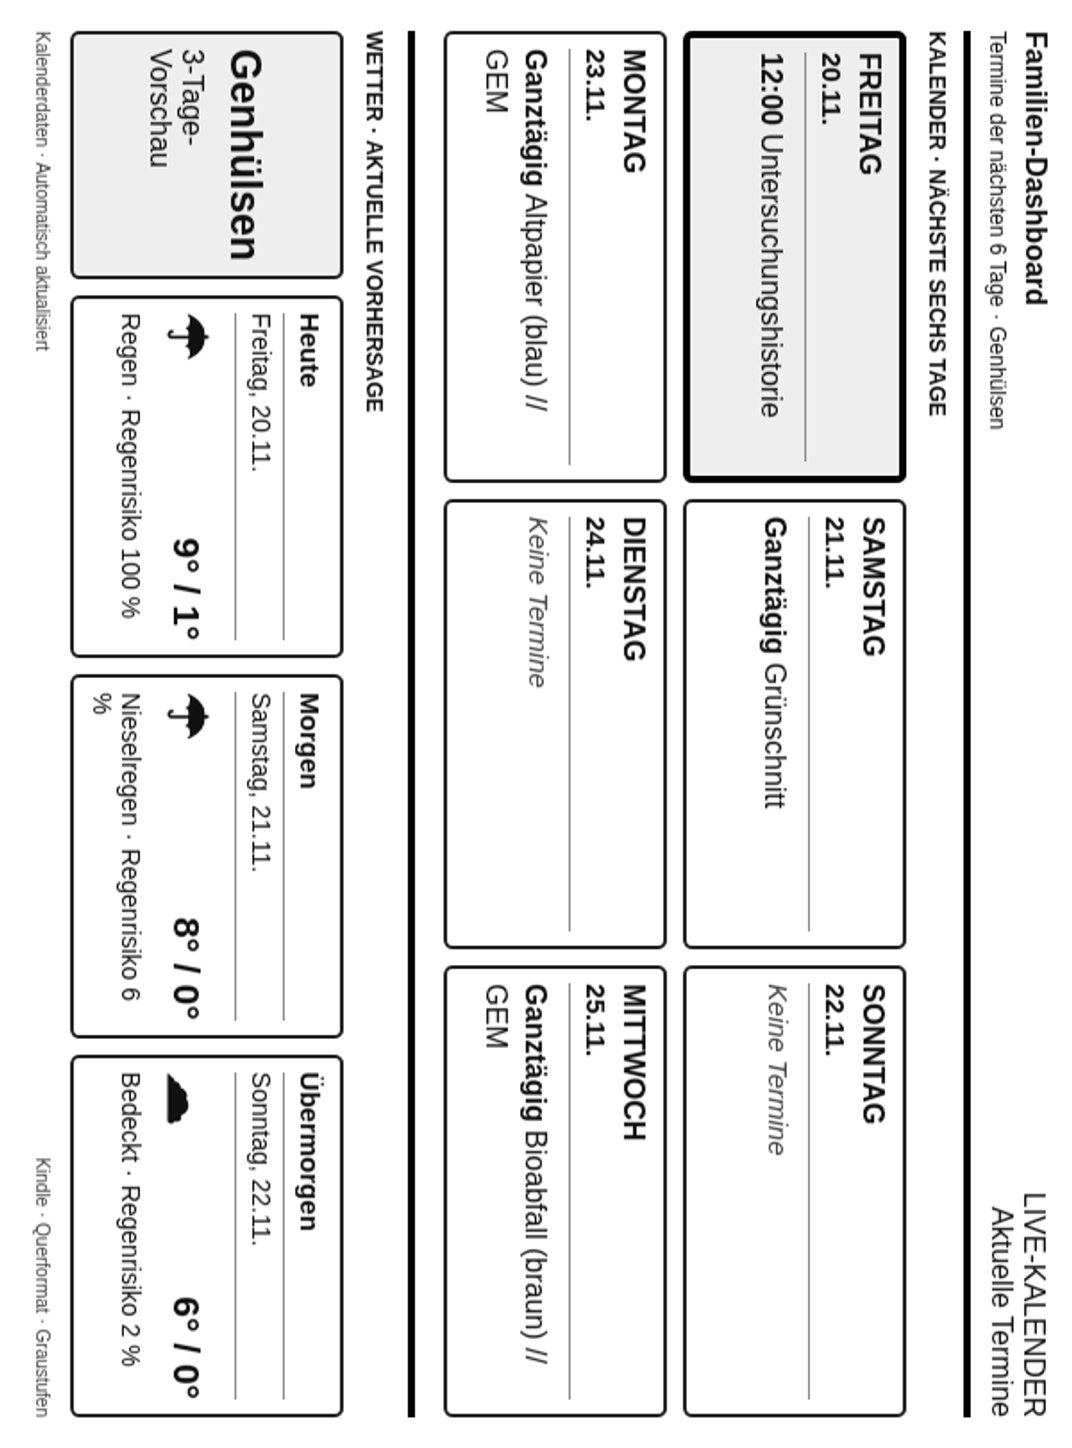 Familien-Dashboard
Termine der nächsten 6 Tage · Genhülsen
LIVE-KALENDER
Aktuelle Termine
KALENDER · NÄCHSTE SECHS TAGE
FREITAG
20.11.
12:00 Untersuchungshistorie
SAMSTAG
21.11.
Ganztägig Grünschnitt
SONNTAG
22.11.
Keine Termine
MONTAG
23.11.
Ganztägig Altpapier (blau) //
GEM
DIENSTAG
24.11.
Keine Termine
MITTWOCH
25.11.
Ganztägig Bioabfall (braun) //
GEM
WETTER · AKTUELLE VORHERSAGE
Genhülsen
3-Tage-
Vorschau
Heute
Freitag, 20.11.
9° / 1°
Regen · Regenrisiko 100 %
Morgen
Samstag, 21.11.
8° / 0°
Nieselregen · Regenrisiko 6
%
Übermorgen
Sonntag, 22.11.
6° / 0°
Bedeckt · Regenrisiko 2 %
Kalenderdaten · Automatisch aktualisiert
Kindle · Querformat · Graustufen